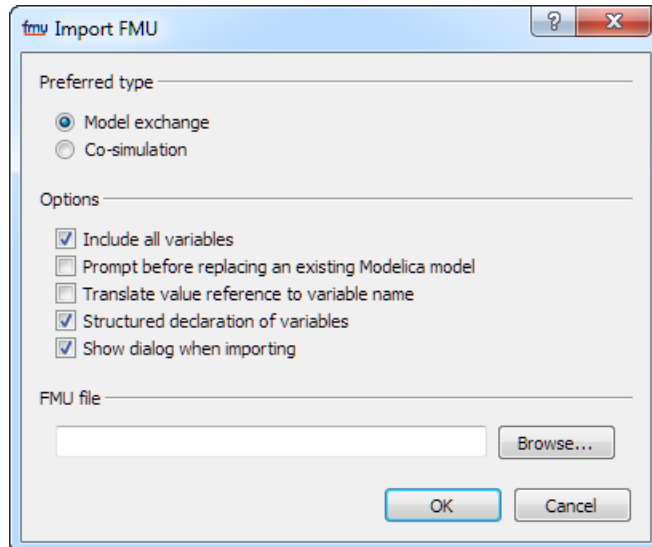 fmu Import FMU
?
X
Preferred type
Model exchange
Co-simulation
Options
Include all variables
Prompt before replacing an existing Modelica model
Translate value reference to variable name
Structured declaration of variables
Show dialog when importing
FMU file
Browse...
OK Cancel